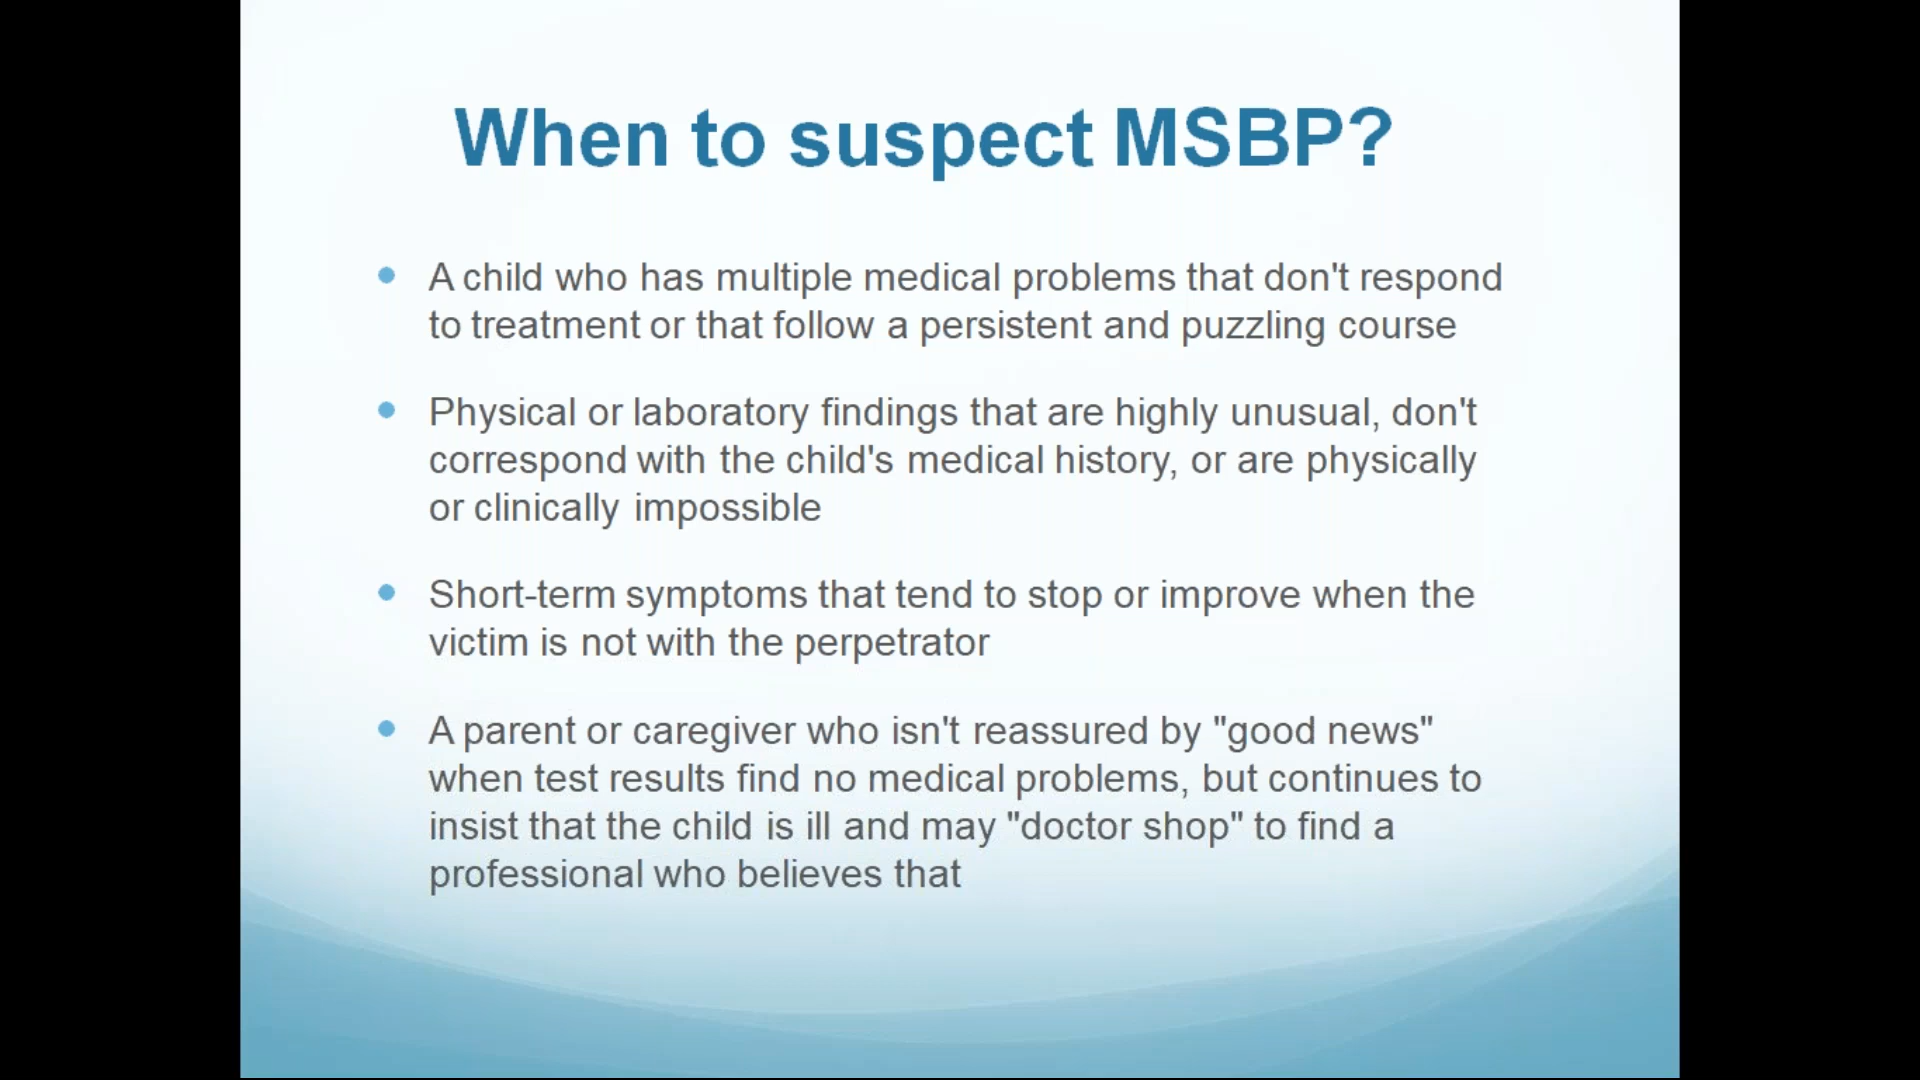 When to suspect MSBP?
A child who has multiple medical problems that don't respond
to treatment or that follow a persistent and puzzling course
Physical or laboratory findings that are highly unusual, don't
correspond with the child's medical history, or are physically
or clinically impossible
Short-term symptoms that tend to stop or improve when the
victim is not with the perpetrator
A parent or caregiver who isn't reassured by "good news"
when test results find no medical problems, but continues to
insist that the child is ill and may "doctor shop" to find a
professional who believes that